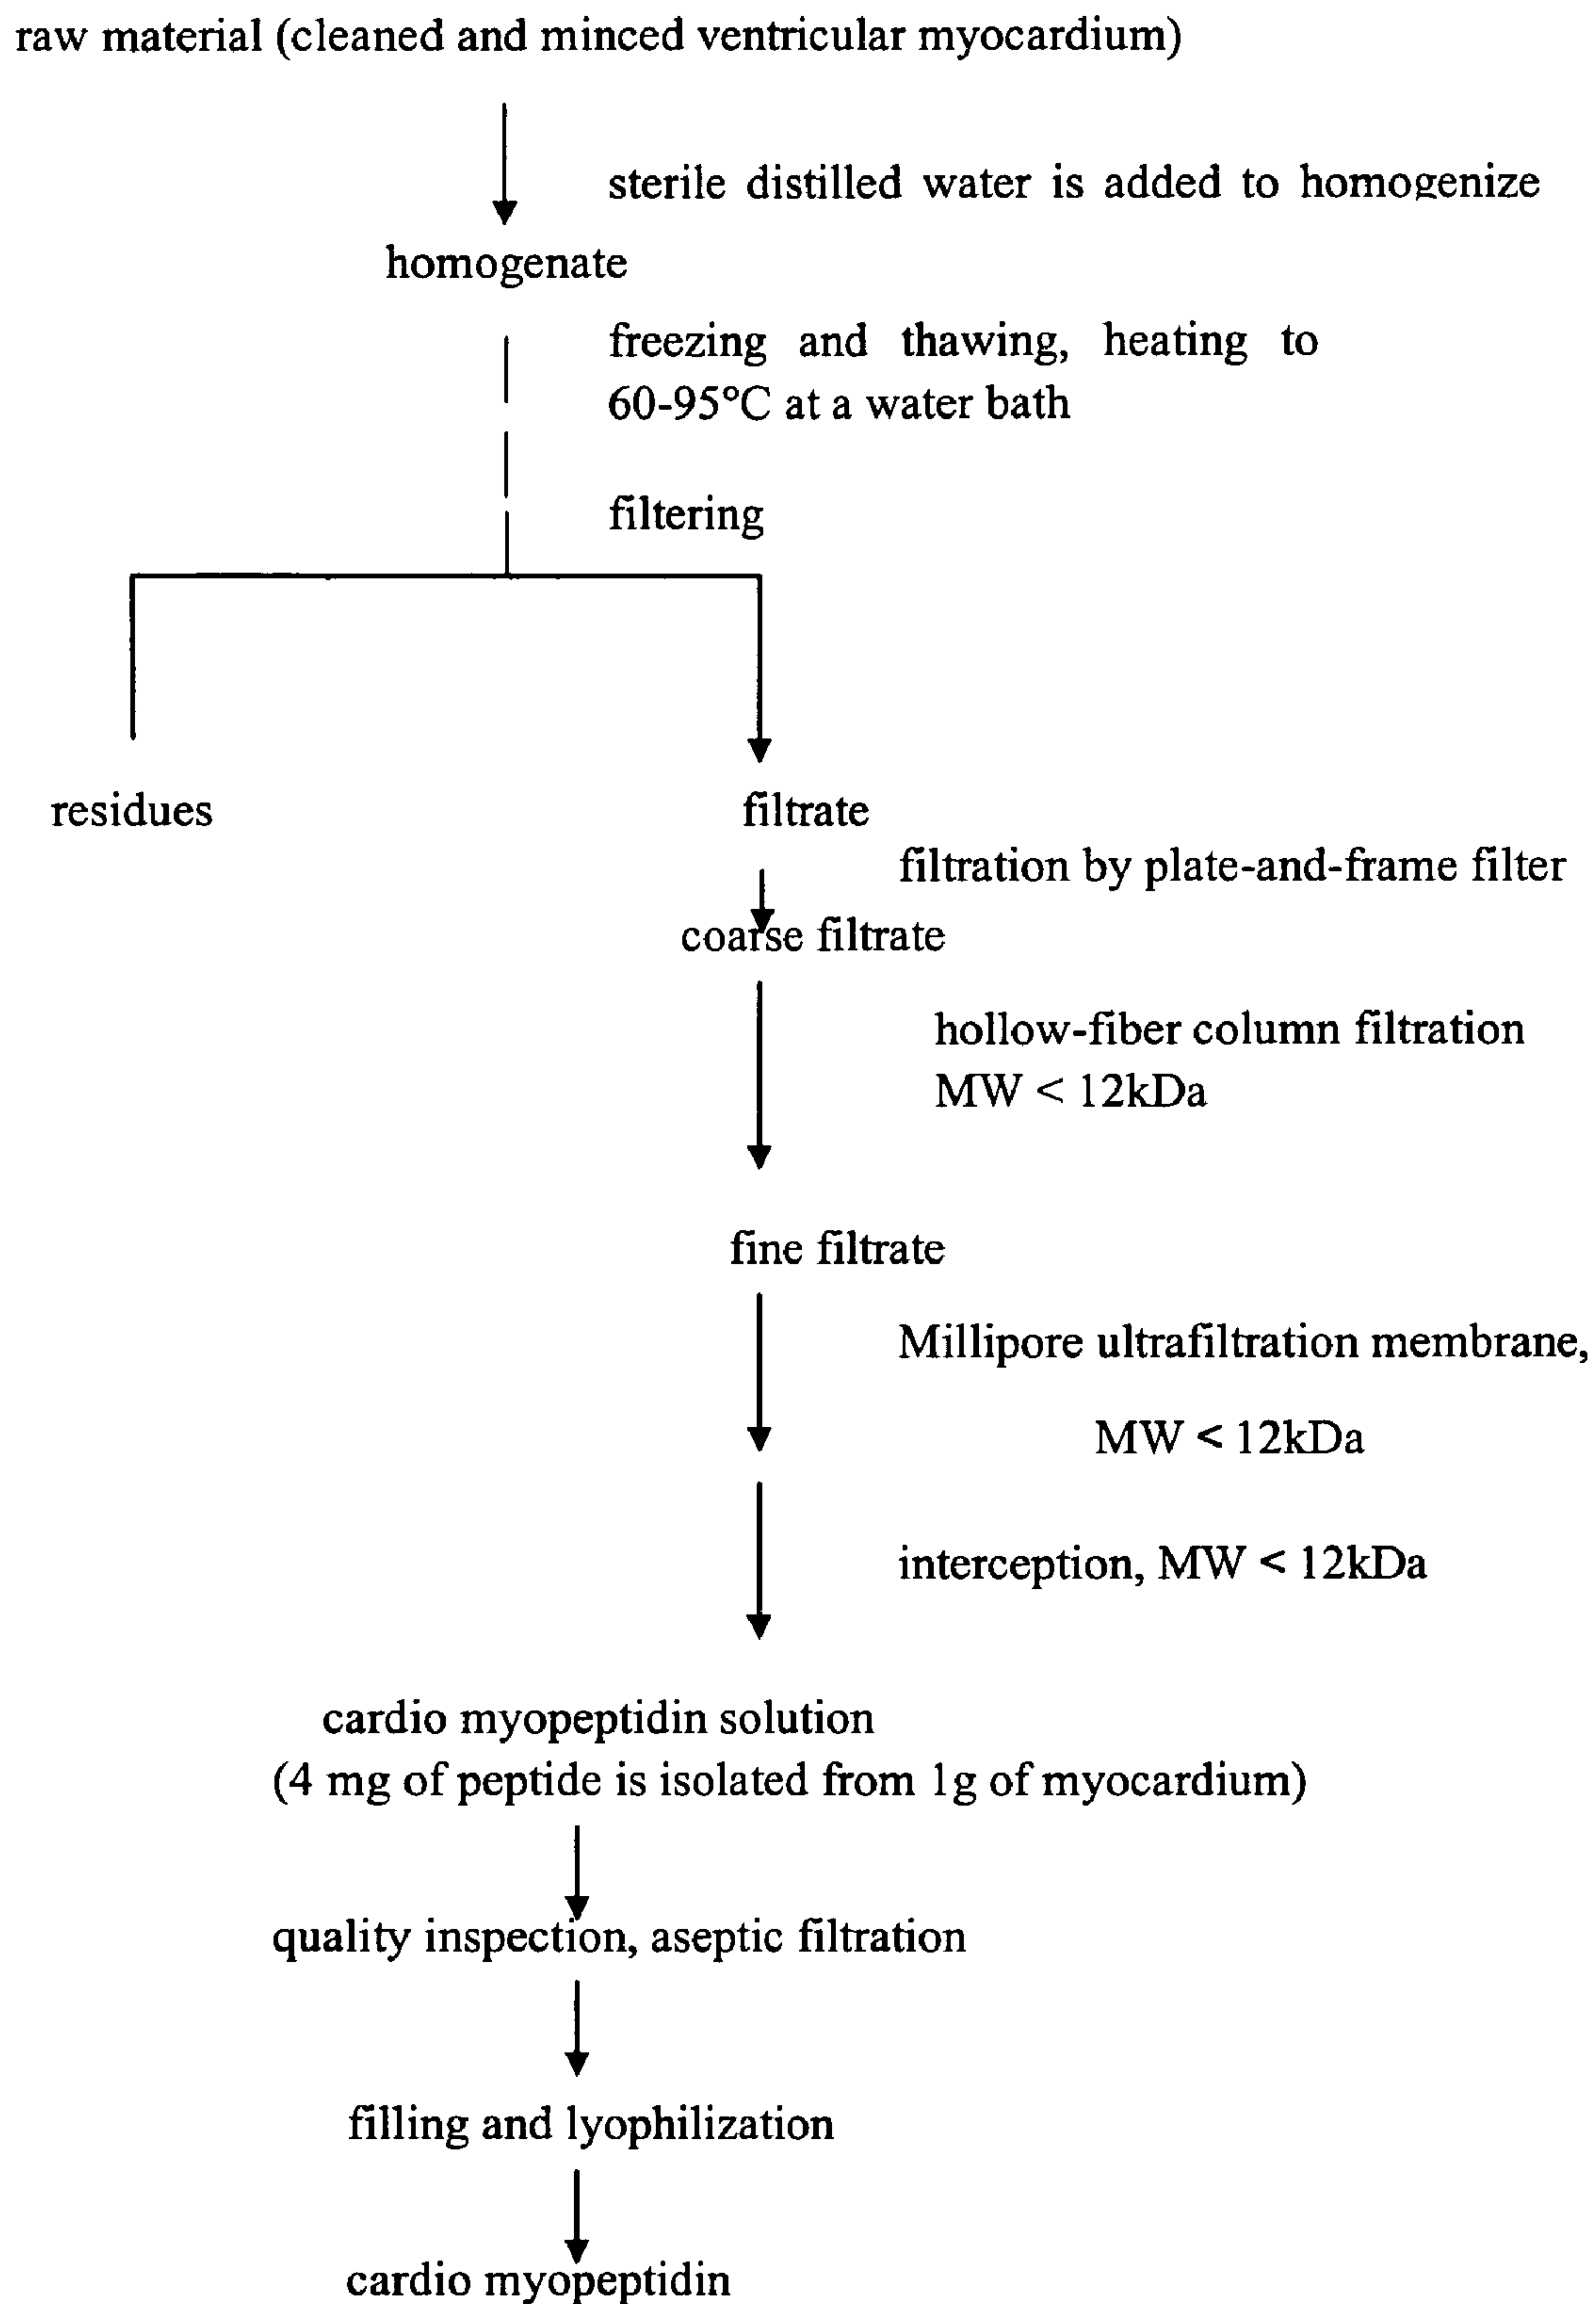 raw material (cleaned and minced ventricular myocardium)
sterile distilled water is added to homogenize
homogenate
freezing and thawing, heating to
60-95°C at a water bath
filtering
residues
filtrate
filtration by plate-and-frame filter
coarse filtrate
hollow-fiber column filtration
MW < 12kDa
fine filtrate
Millipore ultrafiltration membrane,
MW < 12kDa
interception, MW < 12kDa
cardio myopeptidin solution
(4 mg of peptide is isolated from 1g of myocardium)
quality inspection, aseptic filtration
filling and lyophilization
cardio myopeptidin